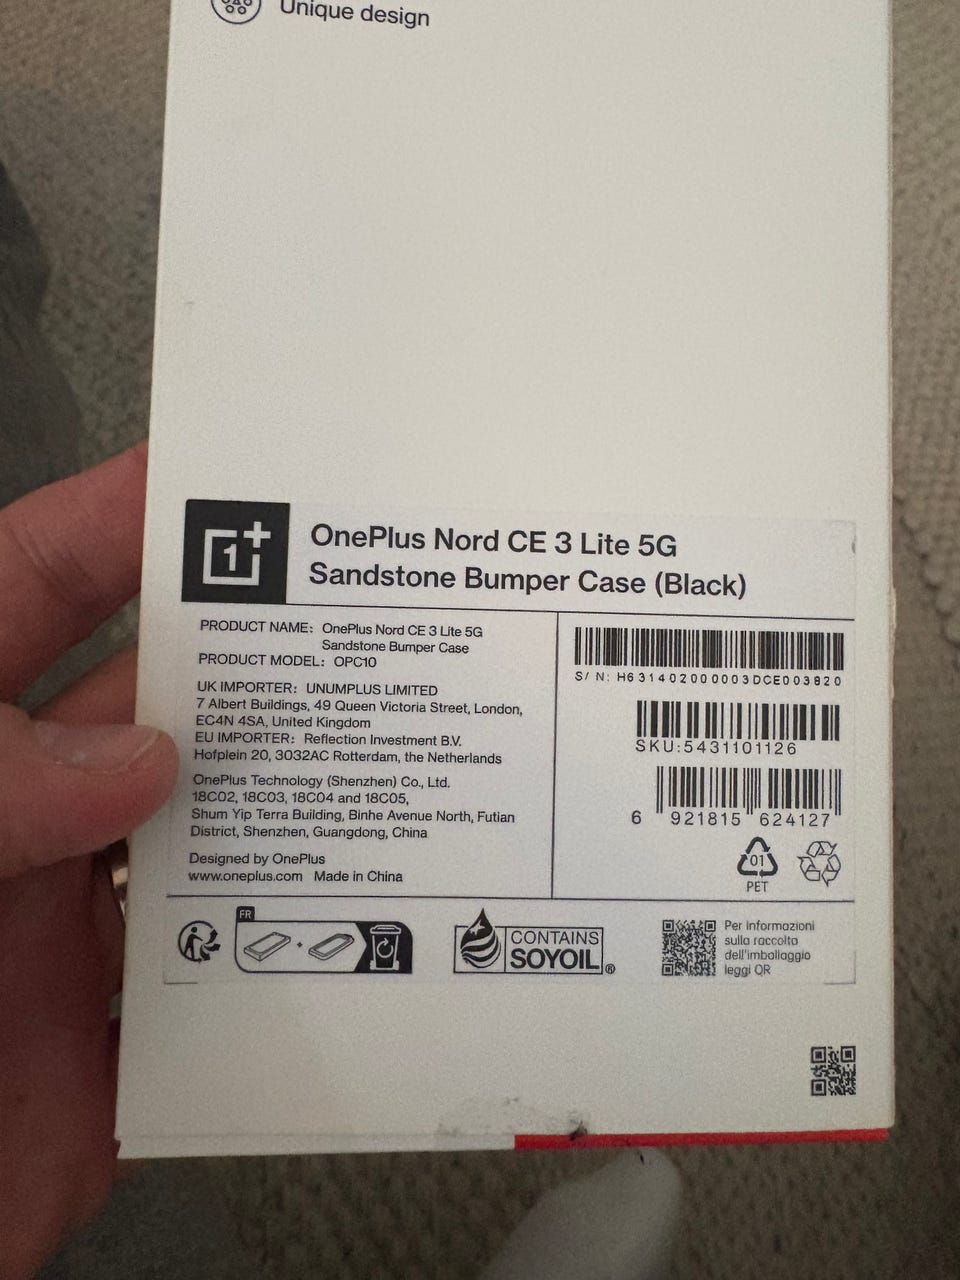 Unique design
1+
OnePlus Nord CE 3 Lite 5G
Sandstone Bumper Case (Black)
PRODUCT NAME: OnePlus Nord CE 3 Lite 5G
Sandstone Bumper Case
PRODUCT MODEL: OPC10
UK IMPORTER: UNUMPLUS LIMITED
7 Albert Buildings, 49 Queen Victoria Street, London,
EC4N 4SA, United Kingdom
EU IMPORTER: Reflection Investment B.V.
Hofplein 20, 3032AC Rotterdam, the Netherlands
OnePlus Technology (Shenzhen) Co., Ltd.
18C02, 18C03, 18C04 and 18C05,
Shum Yip Terra Building, Binhe Avenue North, Futian
District, Shenzhen, Guangdong, China
Designed by OnePlus
www.oneplus.com Made in China
S/N: H631402000003DCE003820
SKU:5431101126
6 921815 624127
01
PET
FR
CONTAINS
SOYOIL®
Per informazioni
sulla raccolta
dell'imballaggio
leggi QR